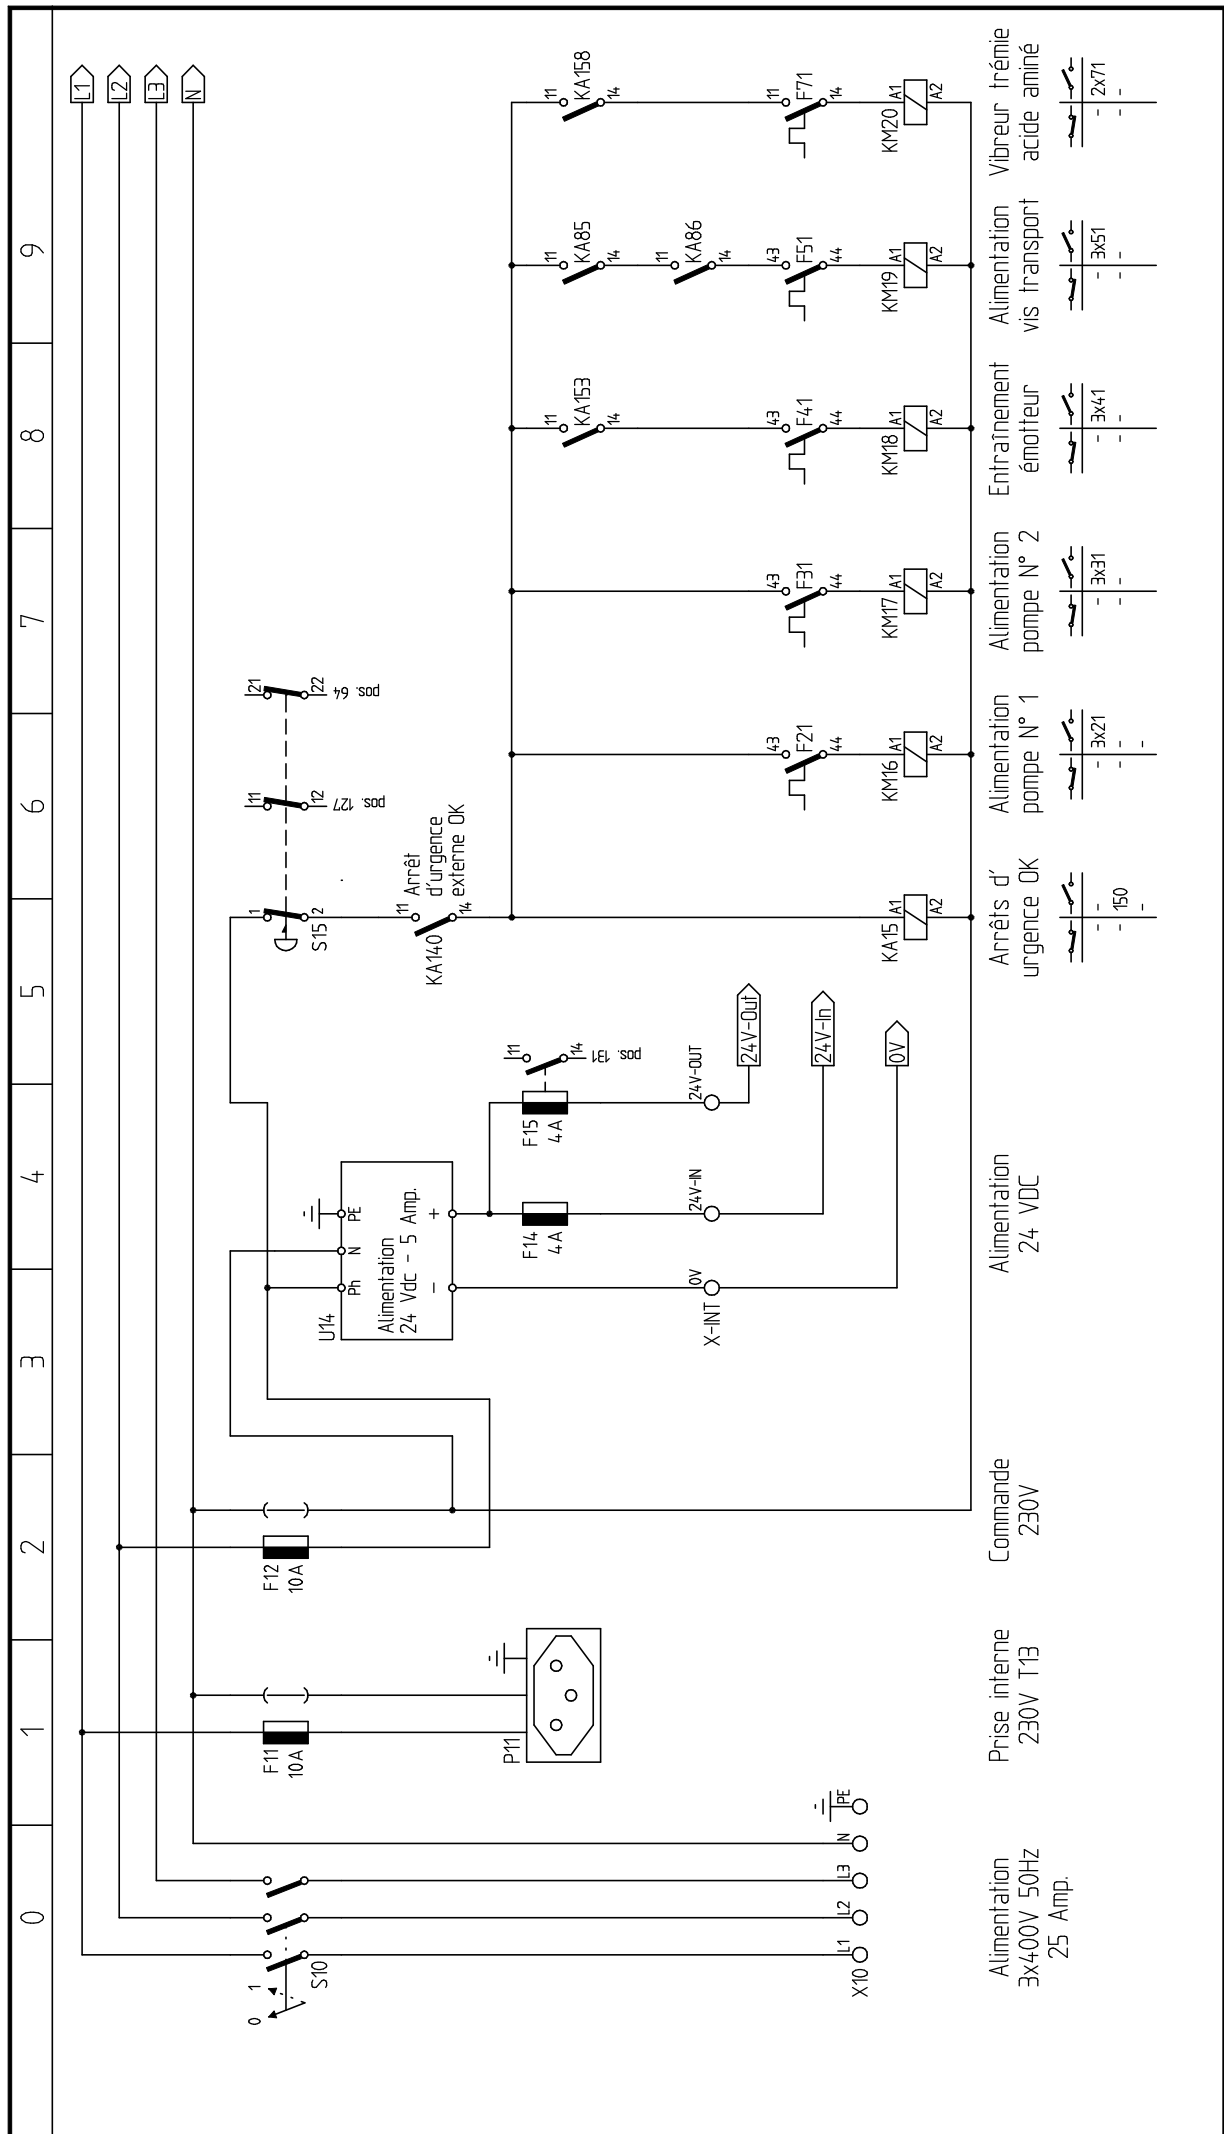 0
1
2
3
4
5
6
7
8
9
L1
L2
L3
N
0
1
S10
X10
L1
L2
L3
N
PE
Alimentation
3x400V 50Hz
25 Amp.
F11
10A
P11
Prise interne
230V T13
F12
10A
Commande
230V
U14
Ph
N
PE
Alimentation
24 Vdc - 5 Amp.
-
+
F14
4A
F15
4A
11
14
pos. 131
X-INT
0V
24V-IN
24V-OUT
24V-Out
24V-In
0V
Alimentation
24 VDC
1
2
S15
11
12
pos. 127
21
22
pos. 64
11
14
KA140
Arrêt
d'urgence
externe OK
KA15
A1
A2
Arrêts d'
urgence OK
- -
- 150
-
43
F21
44
KM16
A1
A2
Alimentation
pompe N° 1
- 3x21
- -
-
43
F31
44
KM17
A1
A2
Alimentation
pompe N° 2
- 3x31
- -
11
KA153
14
43
F41
44
KM18
A1
A2
Entraînement
émotteur
- 3x41
- -
11
KA85
14
11
KA86
14
43
F51
44
KM19
A1
A2
Alimentation
vis transport
- 3x51
- -
11
KA158
14
11
F71
14
KM20
A1
A2
Vibreur trémie
acide aminé
- 2x71
- -